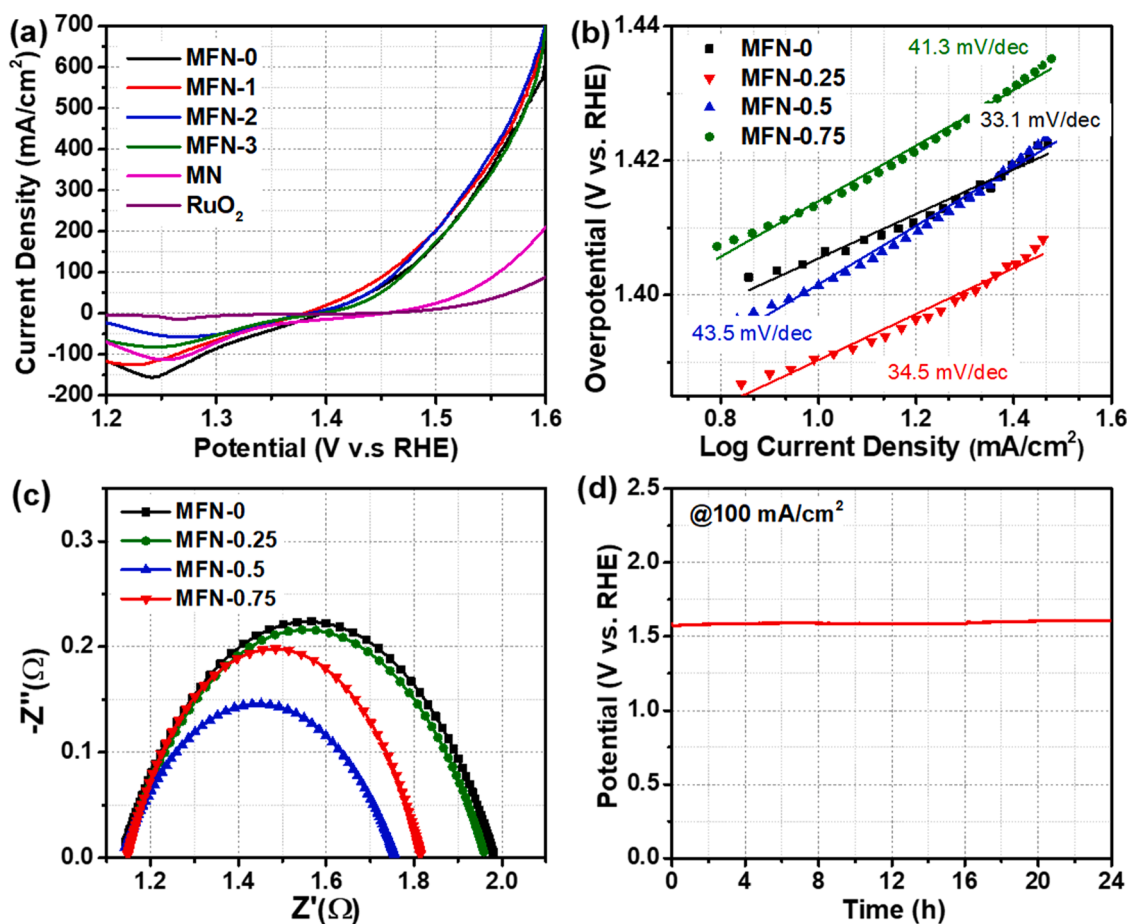 (a)
MFN-0
MFN-1
MFN-2
MFN-3
MN
RuO₂
700
600
500
400
300
200
100
0
-100
-200
Current Density (mA/cm²)
1.2 1.3 1.4 1.5 1.6
Potential (V v.s RHE)
(b)
MFN-0
MFN-0.25
MFN-0.5
MFN-0.75
41.3 mV/dec
33.1 mV/dec
43.5 mV/dec
34.5 mV/dec
1.44
1.42
1.40
Overpotential (V vs. RHE)
0.8 1.0 1.2 1.4 1.6
Log Current Density (mA/cm²)
(c)
MFN-0
MFN-0.25
MFN-0.5
MFN-0.75
0.3
0.2
0.1
0.0
-Z"(Ω)
1.2 1.4 1.6 1.8 2.0
Z'(Ω)
(d)
@100 mA/cm²
2.5
2.0
1.5
1.0
0.5
0.0
Potential (V vs. RHE)
0 4 8 12 16 20 24
Time (h)